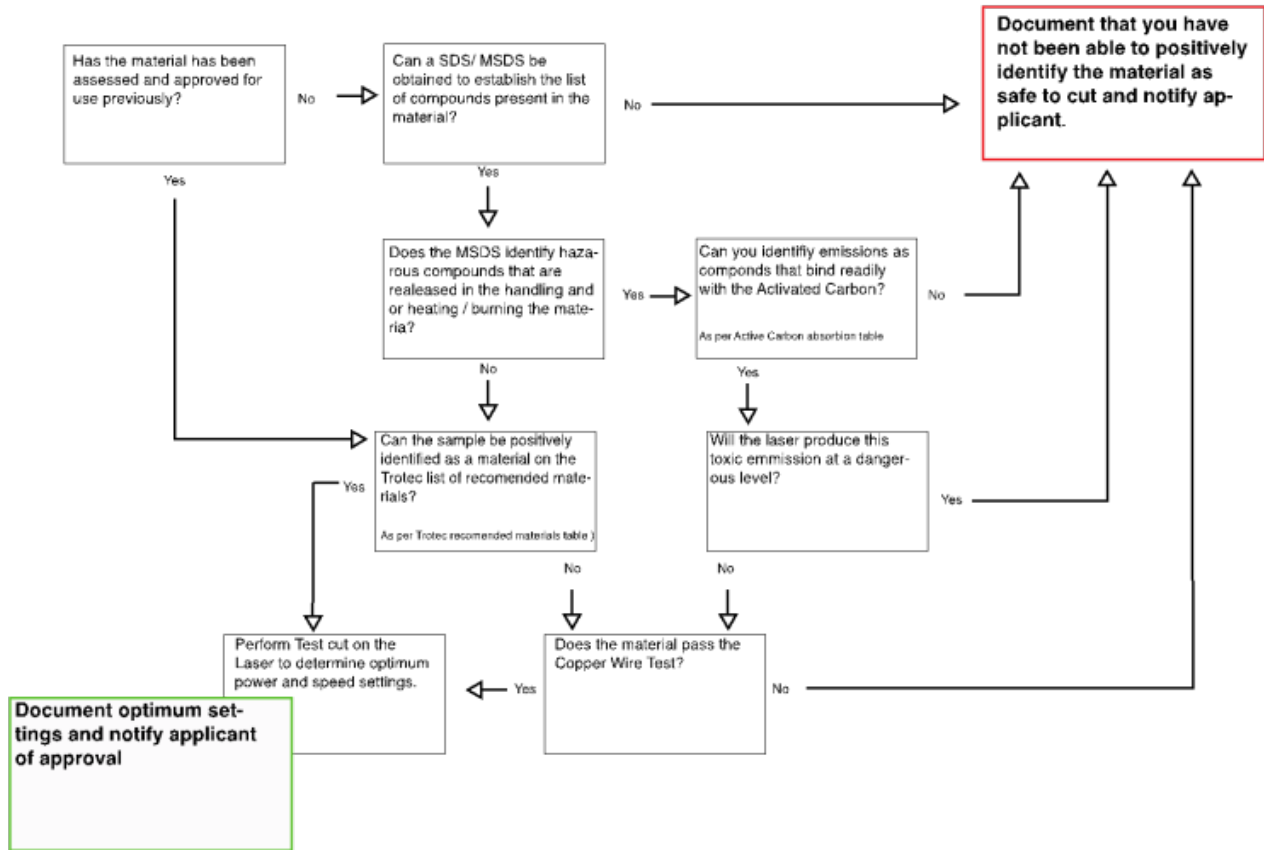 Has the material has been
assessed and approved for
use previously?
No
Yes
Can a SDS/ MSDS be
obtained to establish the list
of compounds present in the
material?
No
Yes
Document that you have
not been able to positively
identify the material as
safe to cut and notify ap-
plicant.
Does the MSDS identify haza-
rous compounds that are
realeased in the handling and
or heating / burning the mate-
ria?
Yes
No
Can you identifiy emissions as
componds that bind readily
with the Activated Carbon?
As per Active Carbon absorbion table
No
Yes
Can the sample be positively
identified as a material on the
Trotec list of recomended mate-
rials?
As per Trotec recomended materials table )
Yes
No
Will the laser produce this
toxic emmission at a danger-
ous level?
Yes
No
Perform Test cut on the
Laser to determine optimum
power and speed settings.
Does the material pass the
Copper Wire Test?
Yes
No
Document optimum set-
tings and notify applicant
of approval